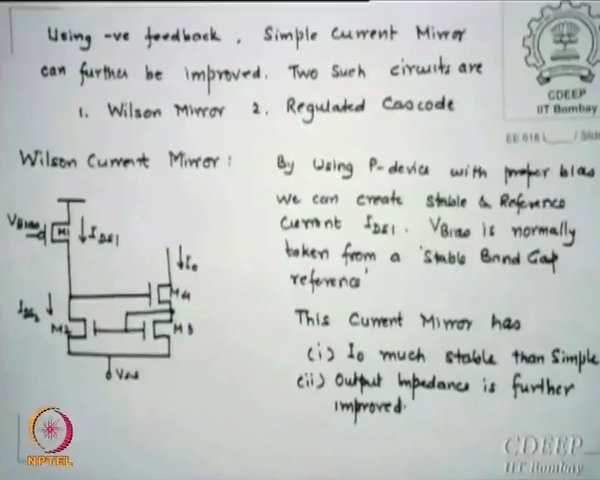 Using -ve feedback, Simple Current Mirror
can further be improved. Two such circuits are
1. Wilson Mirror 2. Regulated Cascode
CDEEP
IIT Bombay
EE 618 L____/ Slide
Wilson Current Mirror:
By Using P-device with proper bias
We can create stable & Reference
Current IDS1. VBias is normally
taken from a 'Stable Band Gap
reference'
VBias
M1
IDS1
Io
M4
IDS2
M2
M3
VSS
This Current Mirror has
(i) Io much stable than Simple
(ii) Output Impedance is further
improved.
NPTEL
CDEEP
IIT Bombay